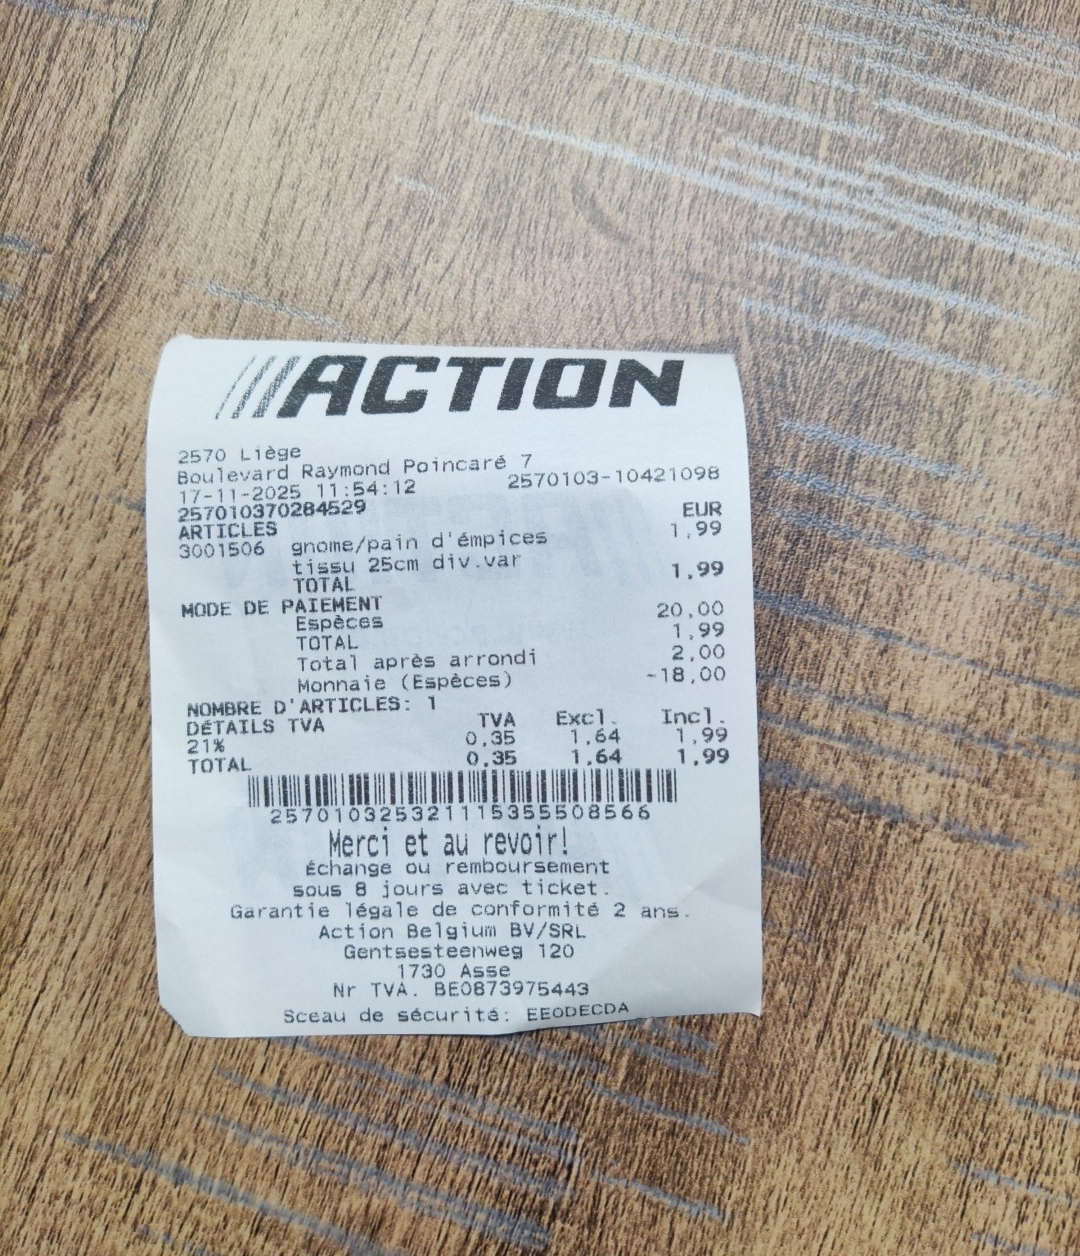 ACTION
2570 Liège
Boulevard Raymond Poincaré 7
17-11-2025 11:54:12 2570103-10421098
257010370284529 EUR
ARTICLES 1,99
3001506 gnome/pain d'émpices
tissu 25cm div.var
TOTAL 1,99
MODE DE PAIEMENT
Espèces 20,00
TOTAL 1,99
Total après arrondi 2,00
Monnaie (Espèces) -18,00
NOMBRE D'ARTICLES: 1
DÉTAILS TVA TVA Excl. Incl.
21% 0,35 1,64 1,99
TOTAL 0,35 1,64 1,99
257010325321115355508566
Merci et au revoir!
Échange ou remboursement
sous 8 jours avec ticket.
Garantie légale de conformité 2 ans.
Action Belgium BV/SRL
Gentsesteenweg 120
1730 Asse
Nr TVA. BE0873975443
Sceau de sécurité: EEODECDA